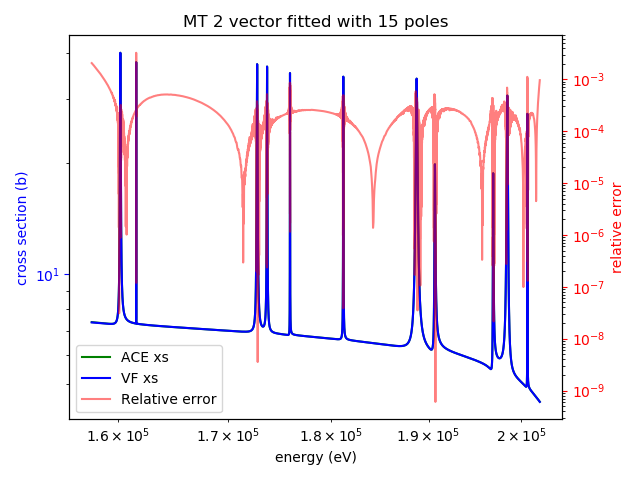 MT 2 vector fitted with 15 poles
cross section (b)
10¹
ACE xs
VF xs
Relative error
1.6 × 10⁵ 1.7 × 10⁵ 1.8 × 10⁵ 1.9 × 10⁵ 2 × 10⁵
energy (eV)
10⁻³
10⁻⁴
10⁻⁵
10⁻⁶
10⁻⁷
10⁻⁸
10⁻⁹
relative error